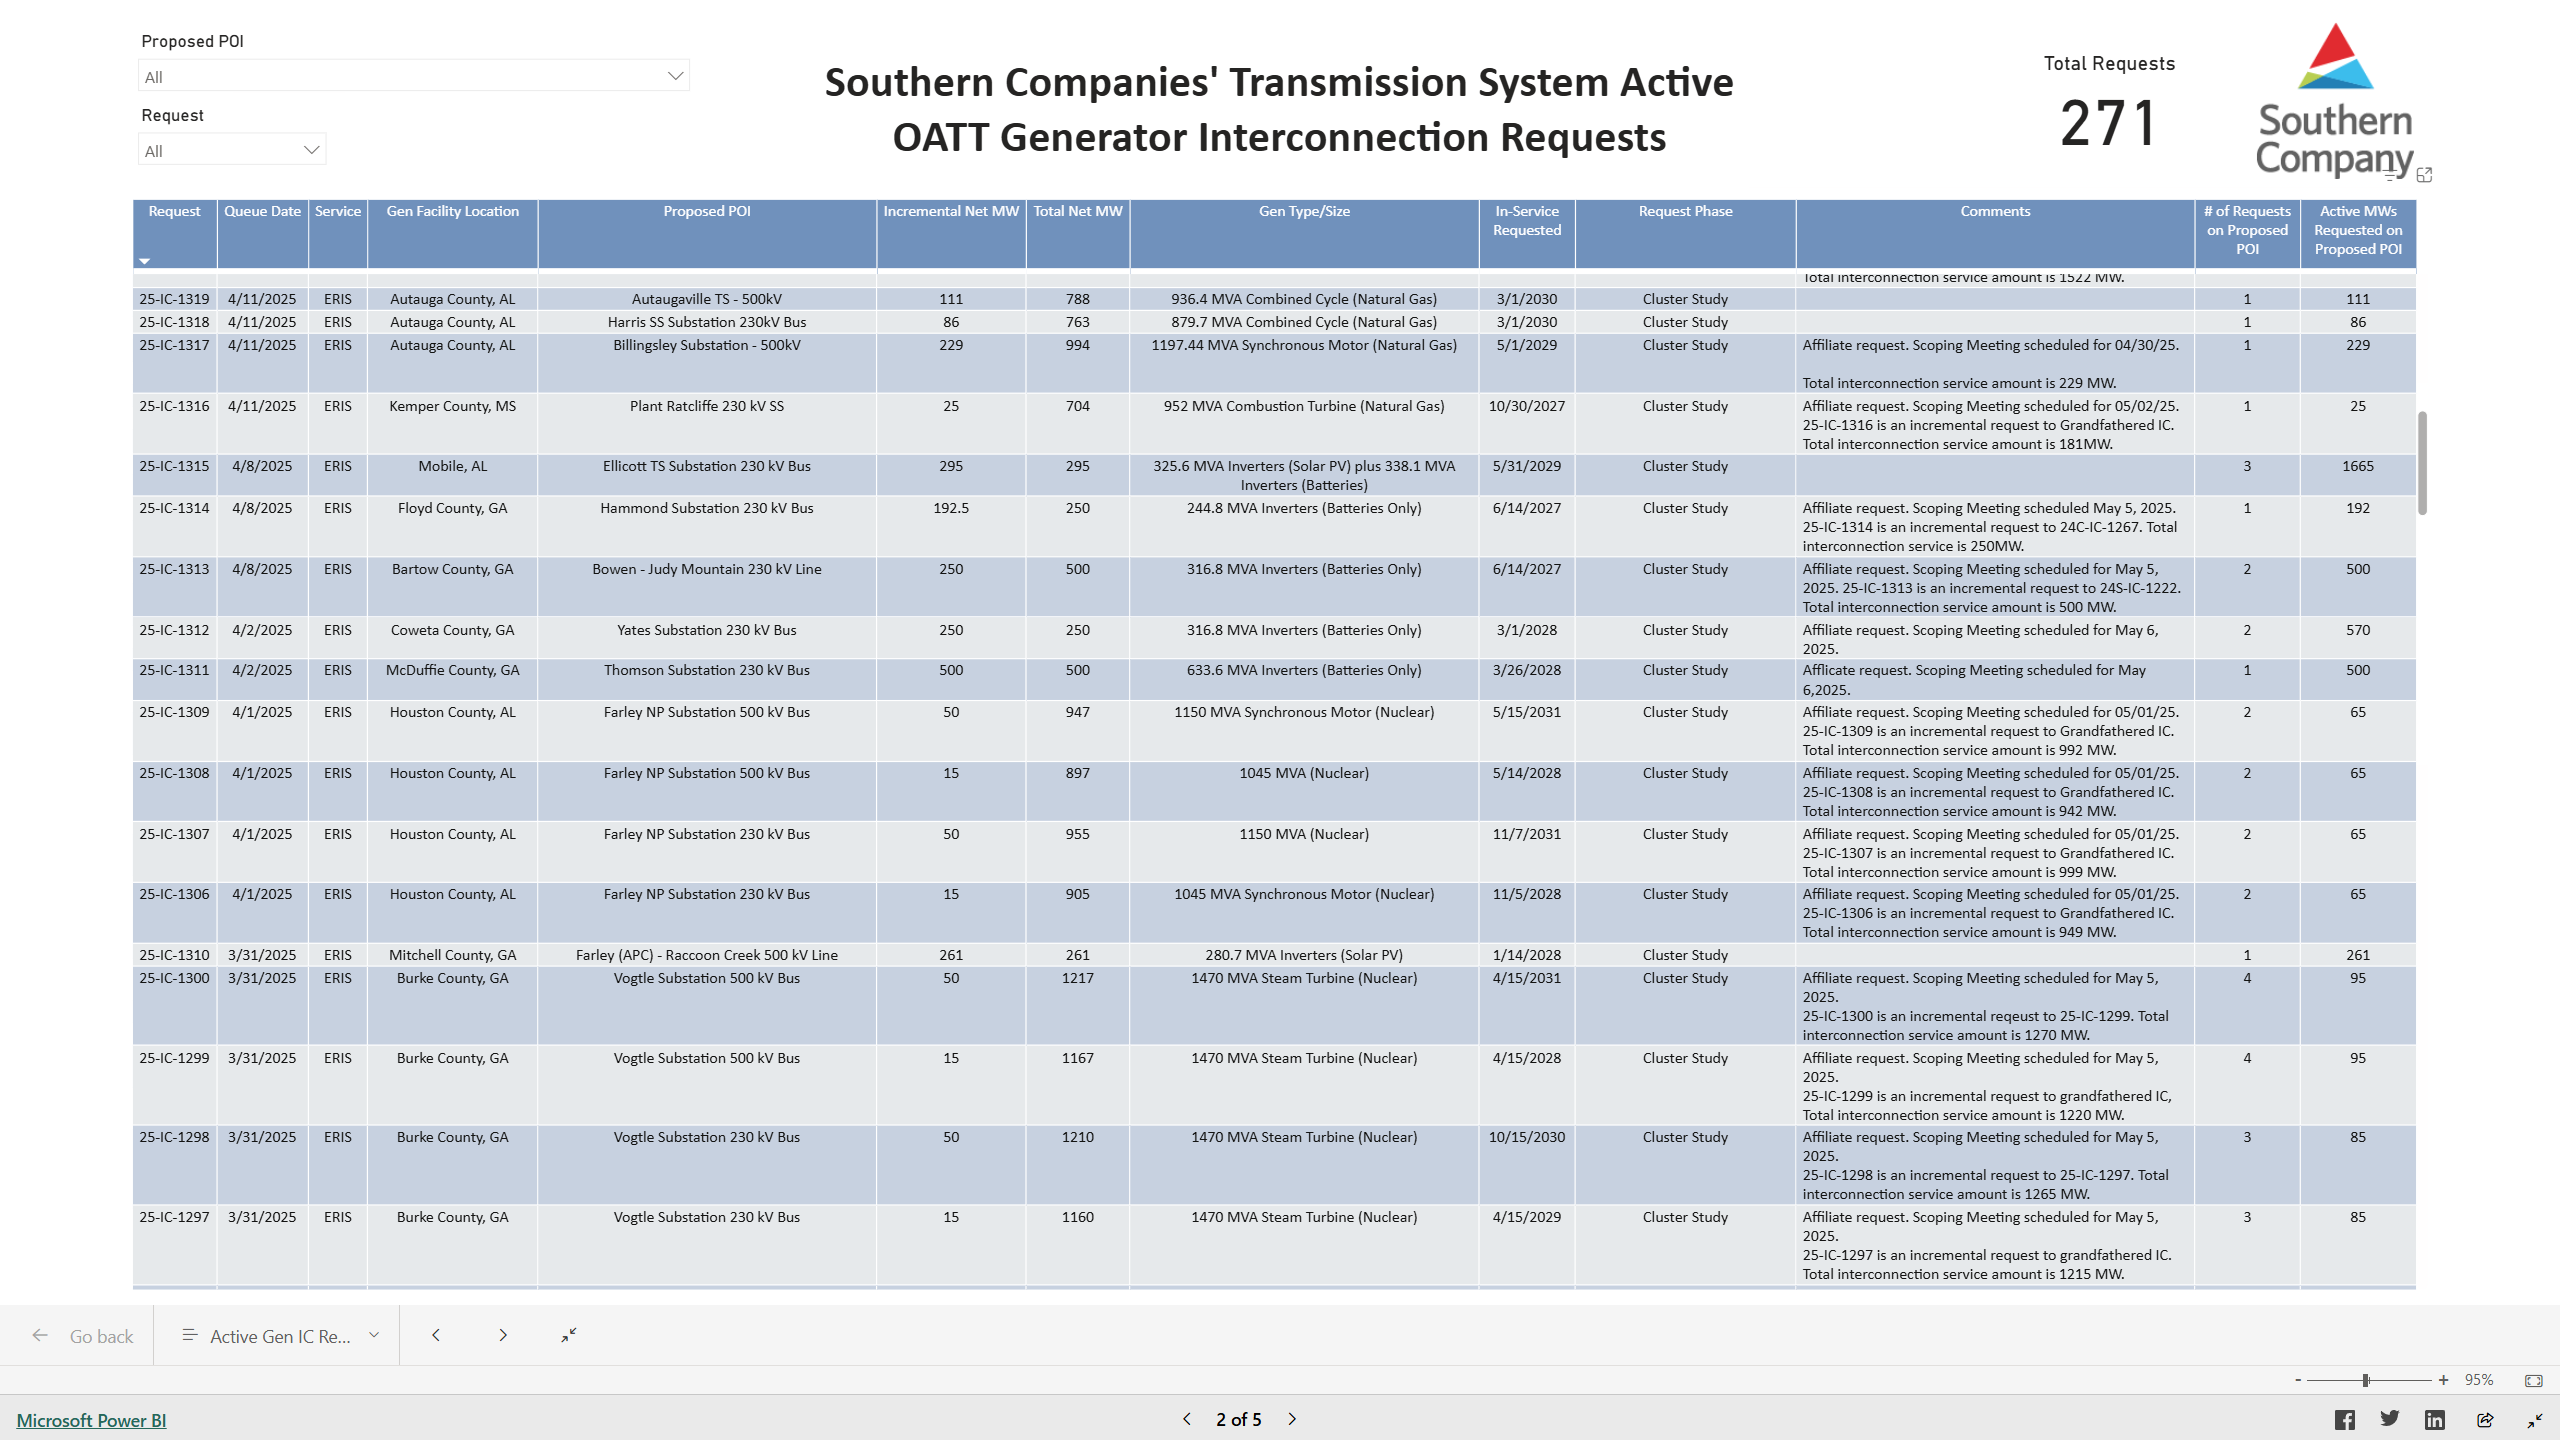 Proposed POI
All
Request
All
Southern Companies' Transmission System Active
OATT Generator Interconnection Requests
Total Requests
271
Southern
Company
Request Queue Date Service Gen Facility Location Proposed POI Incremental Net MW Total Net MW Gen Type/Size In-Service Requested Request Phase Comments # of Requests on Proposed POI Active MWs Requested on Proposed POI
Total interconnection service amount is 1522 MW.
25-IC-1319 4/11/2025 ERIS Autauga County, AL Autaugaville TS - 500kV 111 788 936.4 MVA Combined Cycle (Natural Gas) 3/1/2030 Cluster Study 1 111
25-IC-1318 4/11/2025 ERIS Autauga County, AL Harris SS Substation 230kV Bus 86 763 879.7 MVA Combined Cycle (Natural Gas) 3/1/2030 Cluster Study 1 86
25-IC-1317 4/11/2025 ERIS Autauga County, AL Billingsley Substation - 500kV 229 994 1197.44 MVA Synchronous Motor (Natural Gas) 5/1/2029 Cluster Study Affiliate request. Scoping Meeting scheduled for 04/30/25. 1 229
Total interconnection service amount is 229 MW.
25-IC-1316 4/11/2025 ERIS Kemper County, MS Plant Ratcliffe 230 kV SS 25 704 952 MVA Combustion Turbine (Natural Gas) 10/30/2027 Cluster Study Affiliate request. Scoping Meeting scheduled for 05/02/25. 1 25
25-IC-1316 is an incremental request to Grandfathered IC.
Total interconnection service amount is 181MW.
25-IC-1315 4/8/2025 ERIS Mobile, AL Ellicott TS Substation 230 kV Bus 295 295 325.6 MVA Inverters (Solar PV) plus 338.1 MVA 5/31/2029 Cluster Study 3 1665
Inverters (Batteries)
25-IC-1314 4/8/2025 ERIS Floyd County, GA Hammond Substation 230 kV Bus 192.5 250 244.8 MVA Inverters (Batteries Only) 6/14/2027 Cluster Study Affiliate request. Scoping Meeting scheduled May 5, 2025. 1 192
25-IC-1314 is an incremental request to 24C-IC-1267. Total
interconnection service is 250MW.
25-IC-1313 4/8/2025 ERIS Bartow County, GA Bowen - Judy Mountain 230 kV Line 250 500 316.8 MVA Inverters (Batteries Only) 6/14/2027 Cluster Study Affiliate request. Scoping Meeting scheduled for May 5, 2 500
2025. 25-IC-1313 is an incremental request to 24S-IC-1222.
Total interconnection service amount is 500 MW.
25-IC-1312 4/2/2025 ERIS Coweta County, GA Yates Substation 230 kV Bus 250 250 316.8 MVA Inverters (Batteries Only) 3/1/2028 Cluster Study Affiliate request. Scoping Meeting scheduled for May 6, 2 570
2025.
25-IC-1311 4/2/2025 ERIS McDuffie County, GA Thomson Substation 230 kV Bus 500 500 633.6 MVA Inverters (Batteries Only) 3/26/2028 Cluster Study Afflicate request. Scoping Meeting scheduled for May 1 500
6,2025.
25-IC-1309 4/1/2025 ERIS Houston County, AL Farley NP Substation 500 kV Bus 50 947 1150 MVA Synchronous Motor (Nuclear) 5/15/2031 Cluster Study Affiliate request. Scoping Meeting scheduled for 05/01/25. 2 65
25-IC-1309 is an incremental request to Grandfathered IC.
Total interconnection service amount is 992 MW.
25-IC-1308 4/1/2025 ERIS Houston County, AL Farley NP Substation 500 kV Bus 15 897 1045 MVA (Nuclear) 5/14/2028 Cluster Study Affiliate request. Scoping Meeting scheduled for 05/01/25. 2 65
25-IC-1308 is an incremental request to Grandfathered IC.
Total interconnection service amount is 942 MW.
25-IC-1307 4/1/2025 ERIS Houston County, AL Farley NP Substation 230 kV Bus 50 955 1150 MVA (Nuclear) 11/7/2031 Cluster Study Affiliate request. Scoping Meeting scheduled for 05/01/25. 2 65
25-IC-1307 is an incremental request to Grandfathered IC.
Total interconnection service amount is 999 MW.
25-IC-1306 4/1/2025 ERIS Houston County, AL Farley NP Substation 230 kV Bus 15 905 1045 MVA Synchronous Motor (Nuclear) 11/5/2028 Cluster Study Affiliate request. Scoping Meeting scheduled for 05/01/25. 2 65
25-IC-1306 is an incremental request to Grandfathered IC.
Total interconnection service amount is 949 MW.
25-IC-1310 3/31/2025 ERIS Mitchell County, GA Farley (APC) - Raccoon Creek 500 kV Line 261 261 280.7 MVA Inverters (Solar PV) 1/14/2028 Cluster Study 1 261
25-IC-1300 3/31/2025 ERIS Burke County, GA Vogtle Substation 500 kV Bus 50 1217 1470 MVA Steam Turbine (Nuclear) 4/15/2031 Cluster Study Affiliate request. Scoping Meeting scheduled for May 5, 4 95
2025.
25-IC-1300 is an incremental reqeust to 25-IC-1299. Total
interconnection service amount is 1270 MW.
25-IC-1299 3/31/2025 ERIS Burke County, GA Vogtle Substation 500 kV Bus 15 1167 1470 MVA Steam Turbine (Nuclear) 4/15/2028 Cluster Study Affiliate request. Scoping Meeting scheduled for May 5, 4 95
2025.
25-IC-1299 is an incremental request to grandfathered IC,
Total interconnection service amount is 1220 MW.
25-IC-1298 3/31/2025 ERIS Burke County, GA Vogtle Substation 230 kV Bus 50 1210 1470 MVA Steam Turbine (Nuclear) 10/15/2030 Cluster Study Affiliate request. Scoping Meeting scheduled for May 5, 3 85
2025.
25-IC-1298 is an incremental request to 25-IC-1297. Total
interconnection service amount is 1265 MW.
25-IC-1297 3/31/2025 ERIS Burke County, GA Vogtle Substation 230 kV Bus 15 1160 1470 MVA Steam Turbine (Nuclear) 4/15/2029 Cluster Study Affiliate request. Scoping Meeting scheduled for May 5, 3 85
2025.
25-IC-1297 is an incremental request to grandfathered IC.
Total interconnection service amount is 1215 MW.
Go back Active Gen IC Re...
- + 95%
Microsoft Power BI 2 of 5